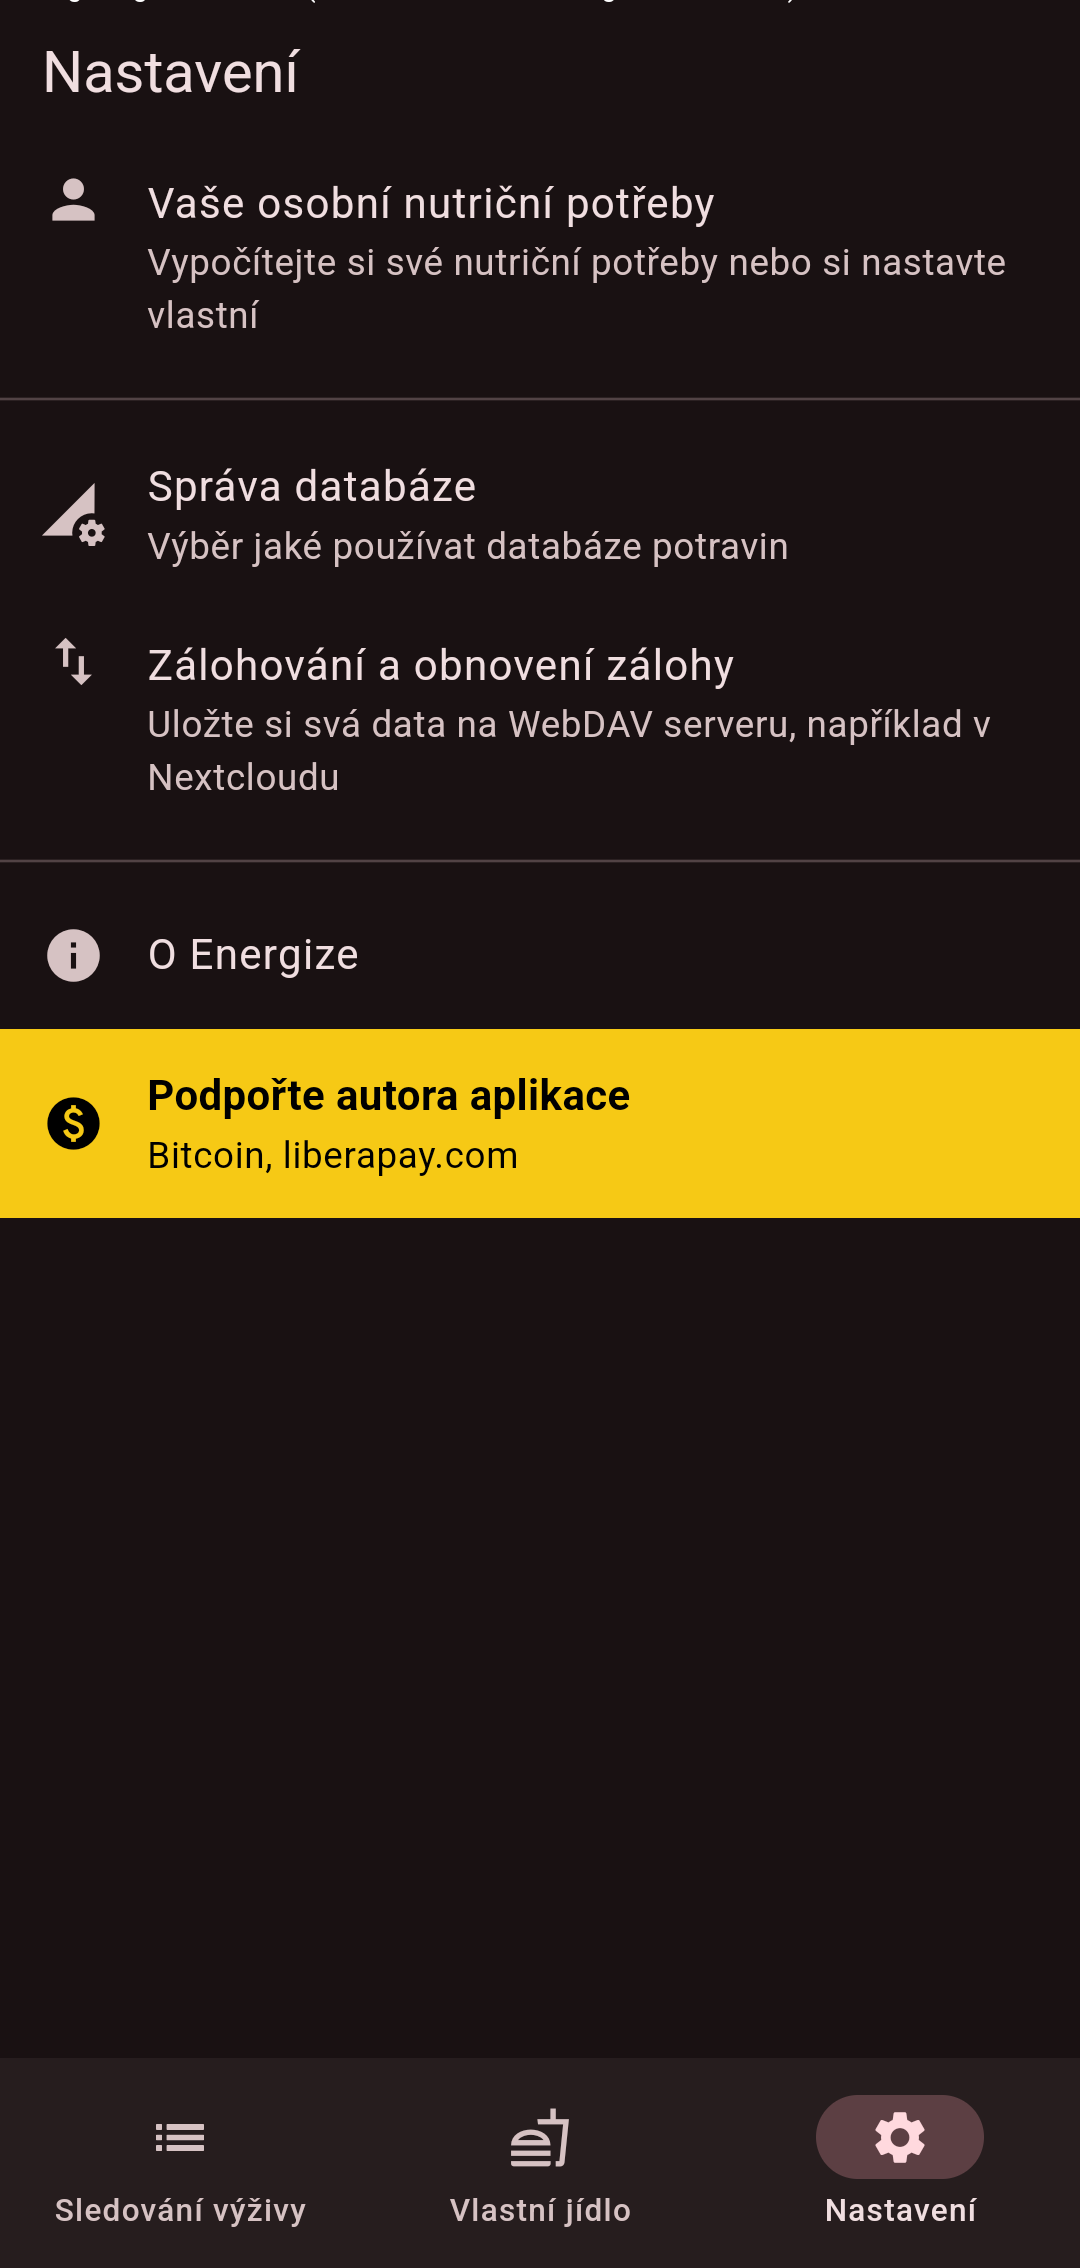 Nastavení
Vaše osobní nutriční potřeby
Vypočítejte si své nutriční potřeby nebo si nastavte
vlastní
Správa databáze
Výběr jaké používat databáze potravin
Zálohování a obnovení zálohy
Uložte si svá data na WebDAV serveru, například v
Nextcloudu
O Energize
Podpořte autora aplikace
Bitcoin, liberapay.com
Sledování výživy
Vlastní jídlo
Nastavení